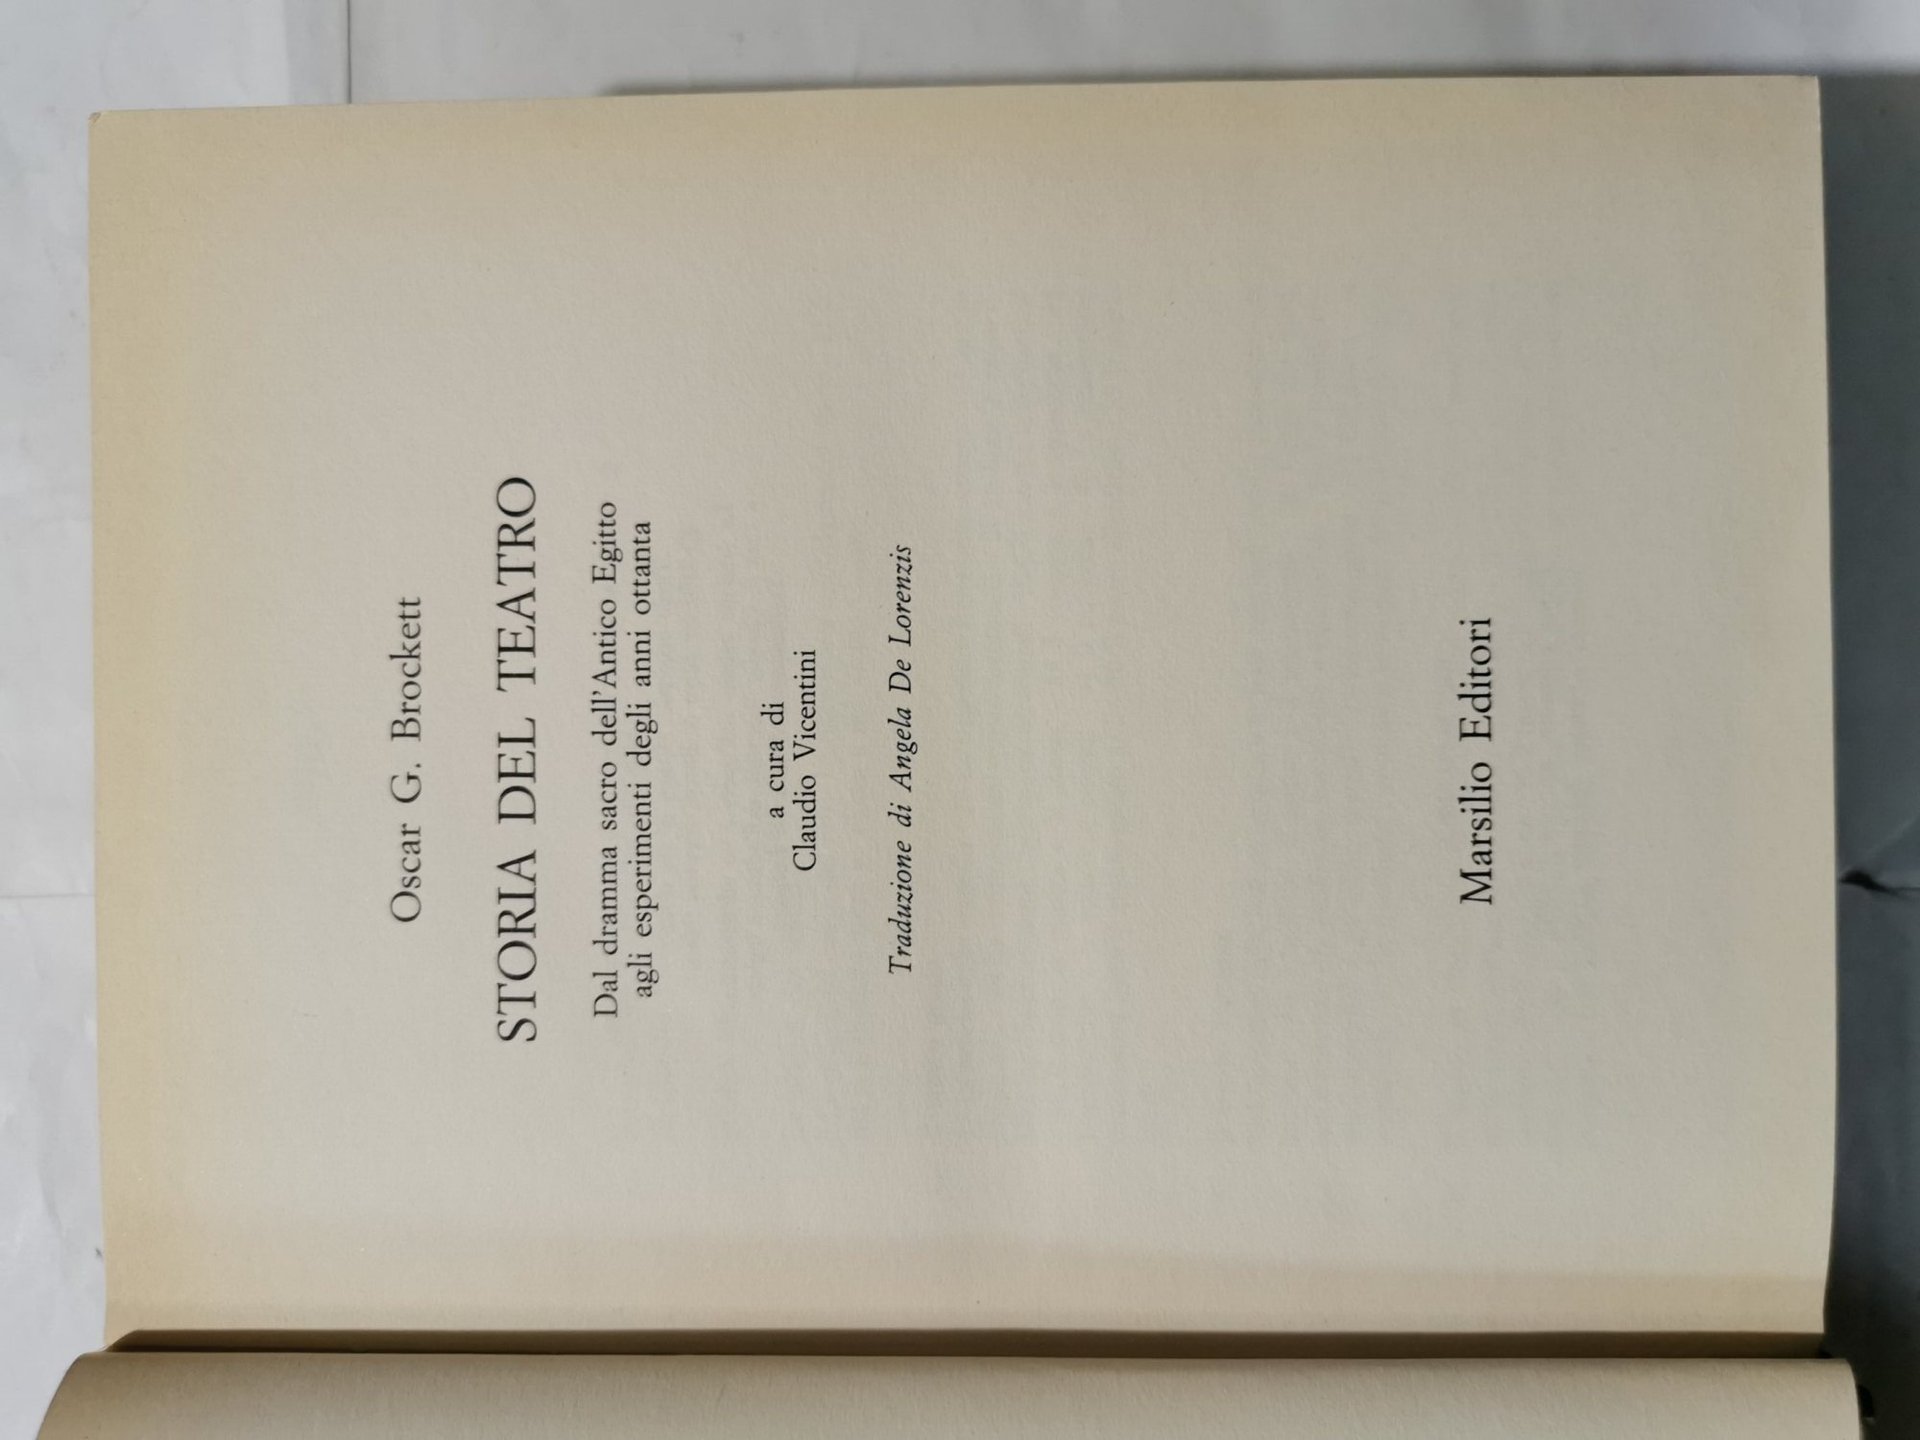 Oscar G. Brockett
STORIA DEL TEATRO
Dal dramma sacro dell'Antico Egitto
agli esperimenti degli anni ottanta
a cura di
Claudio Vicentini
Traduzione di Angela De Lorenzis
Marsilio Editori